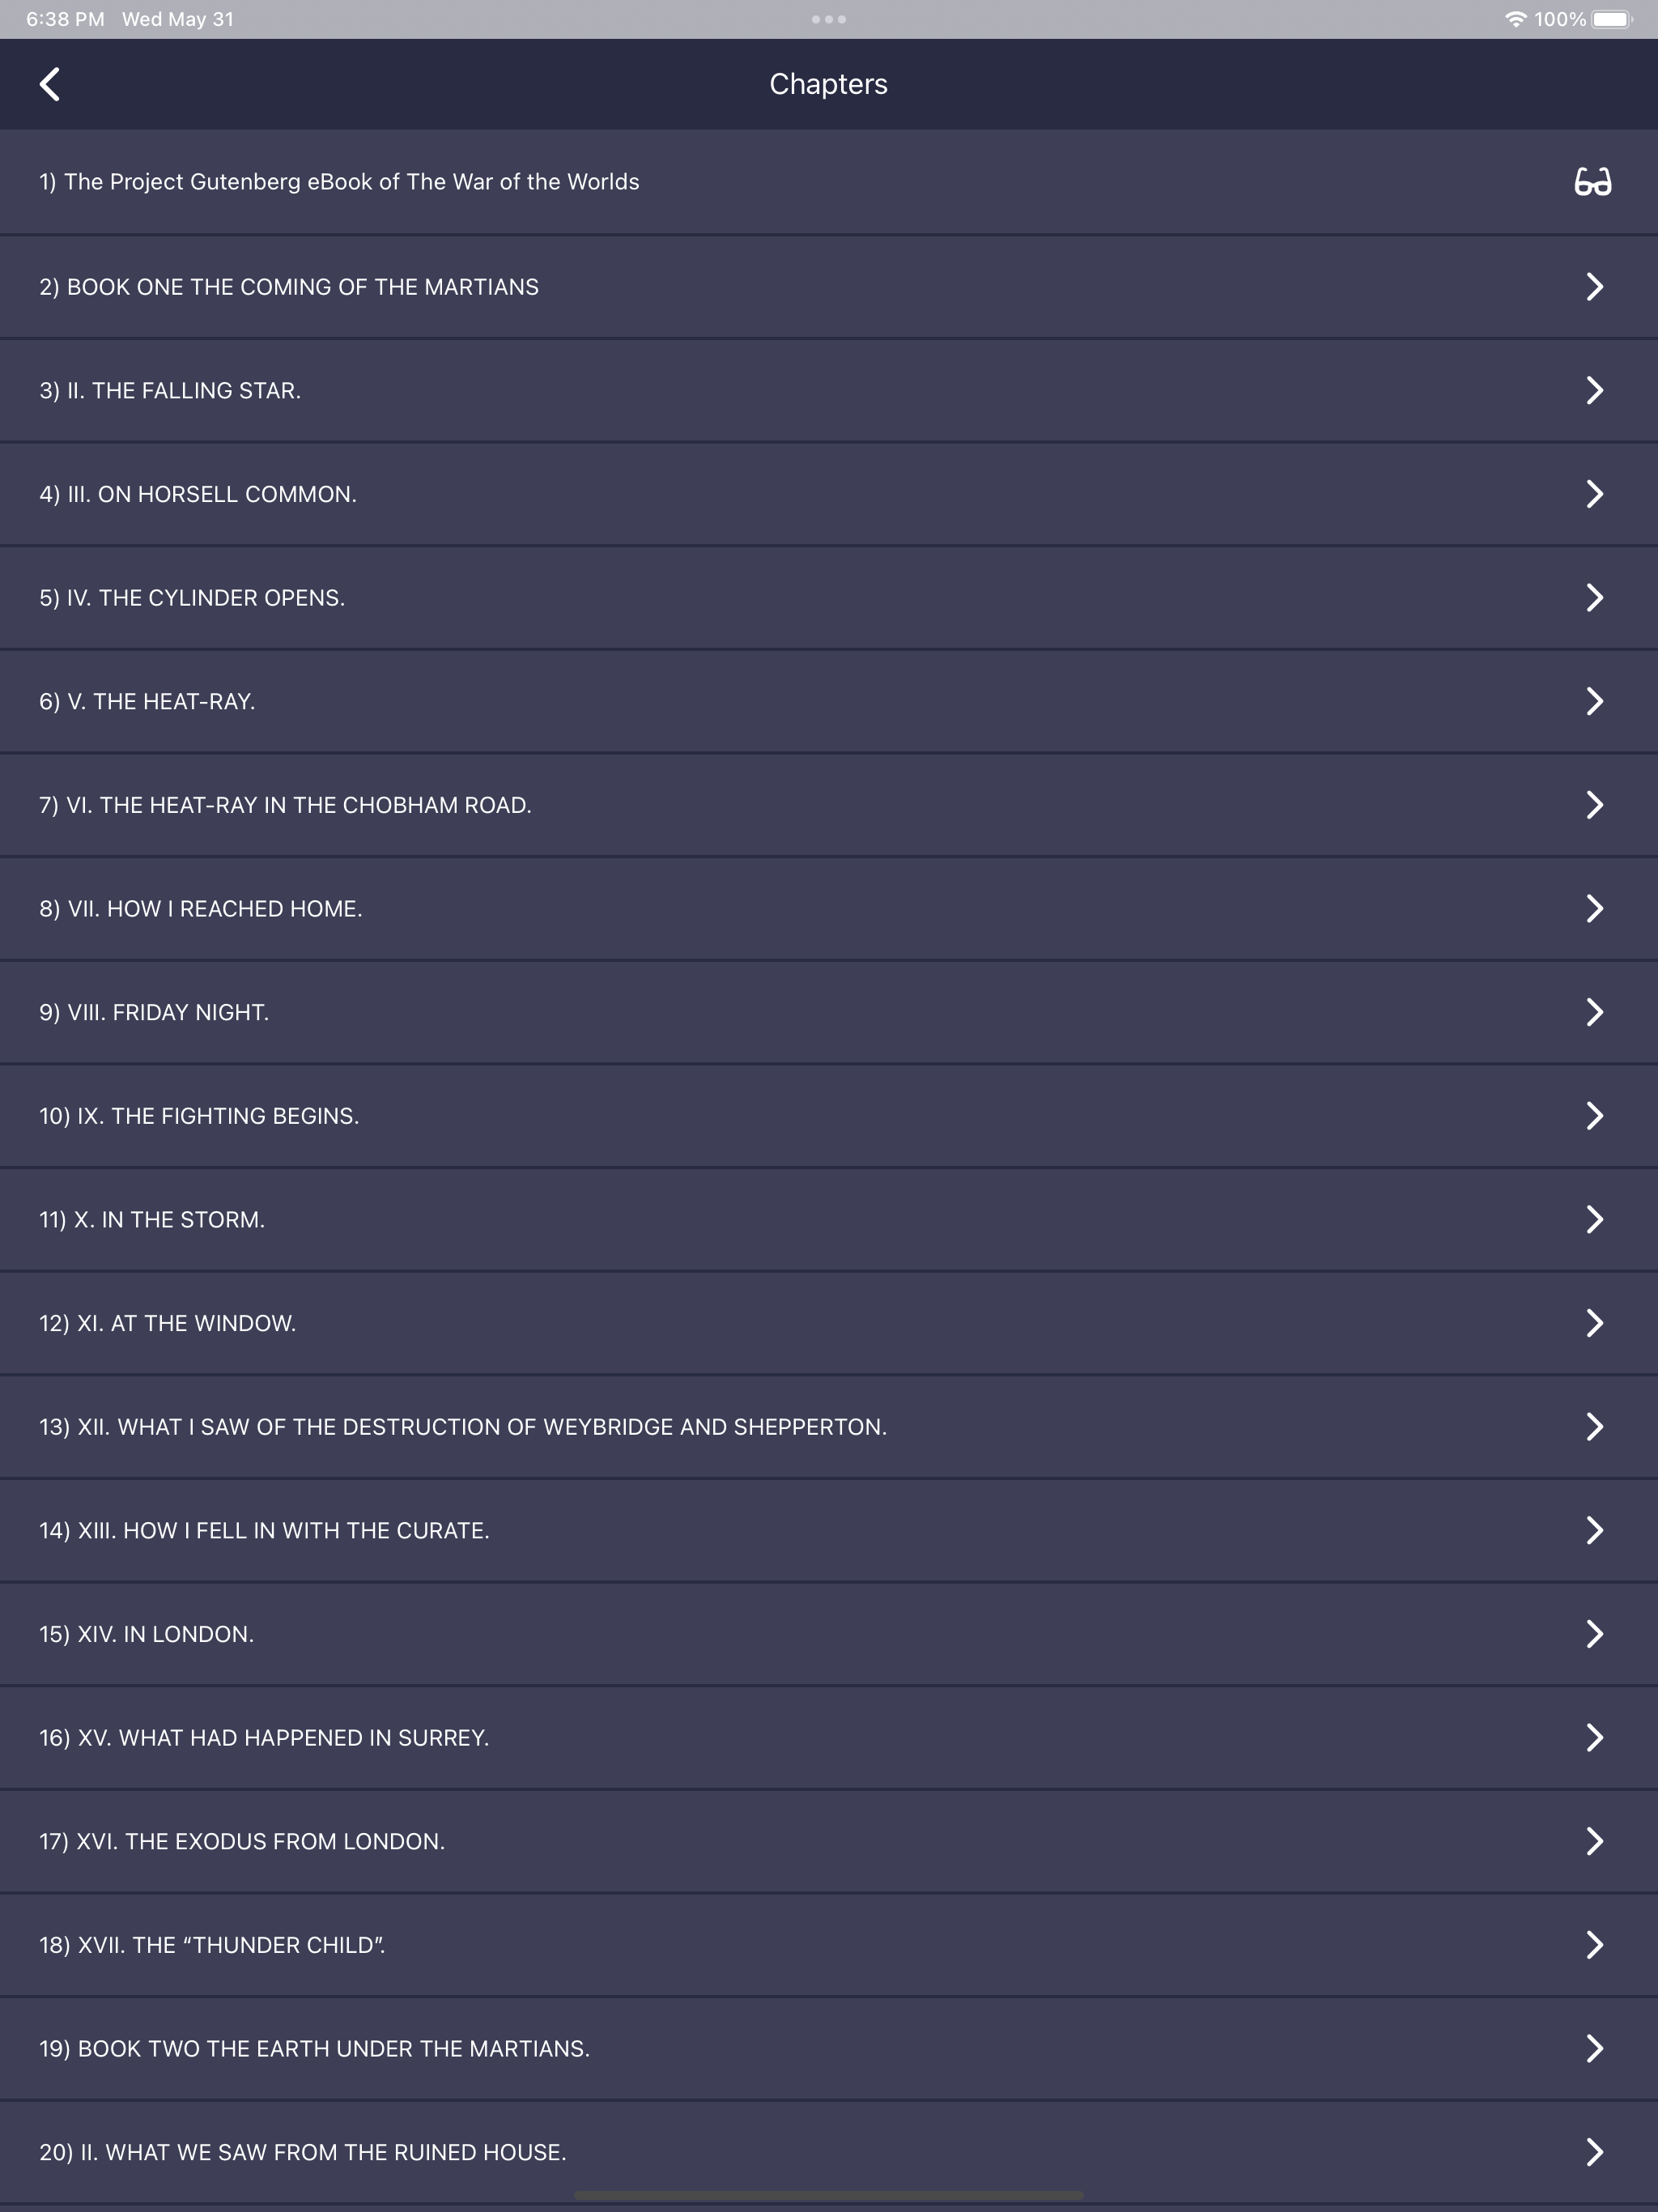 6:38 PM Wed May 31 100%
Chapters
1) The Project Gutenberg eBook of The War of the Worlds
2) BOOK ONE THE COMING OF THE MARTIANS
3) II. THE FALLING STAR.
4) III. ON HORSELL COMMON.
5) IV. THE CYLINDER OPENS.
6) V. THE HEAT-RAY.
7) VI. THE HEAT-RAY IN THE CHOBHAM ROAD.
8) VII. HOW I REACHED HOME.
9) VIII. FRIDAY NIGHT.
10) IX. THE FIGHTING BEGINS.
11) X. IN THE STORM.
12) XI. AT THE WINDOW.
13) XII. WHAT I SAW OF THE DESTRUCTION OF WEYBRIDGE AND SHEPPERTON.
14) XIII. HOW I FELL IN WITH THE CURATE.
15) XIV. IN LONDON.
16) XV. WHAT HAD HAPPENED IN SURREY.
17) XVI. THE EXODUS FROM LONDON.
18) XVII. THE “THUNDER CHILD”.
19) BOOK TWO THE EARTH UNDER THE MARTIANS.
20) II. WHAT WE SAW FROM THE RUINED HOUSE.